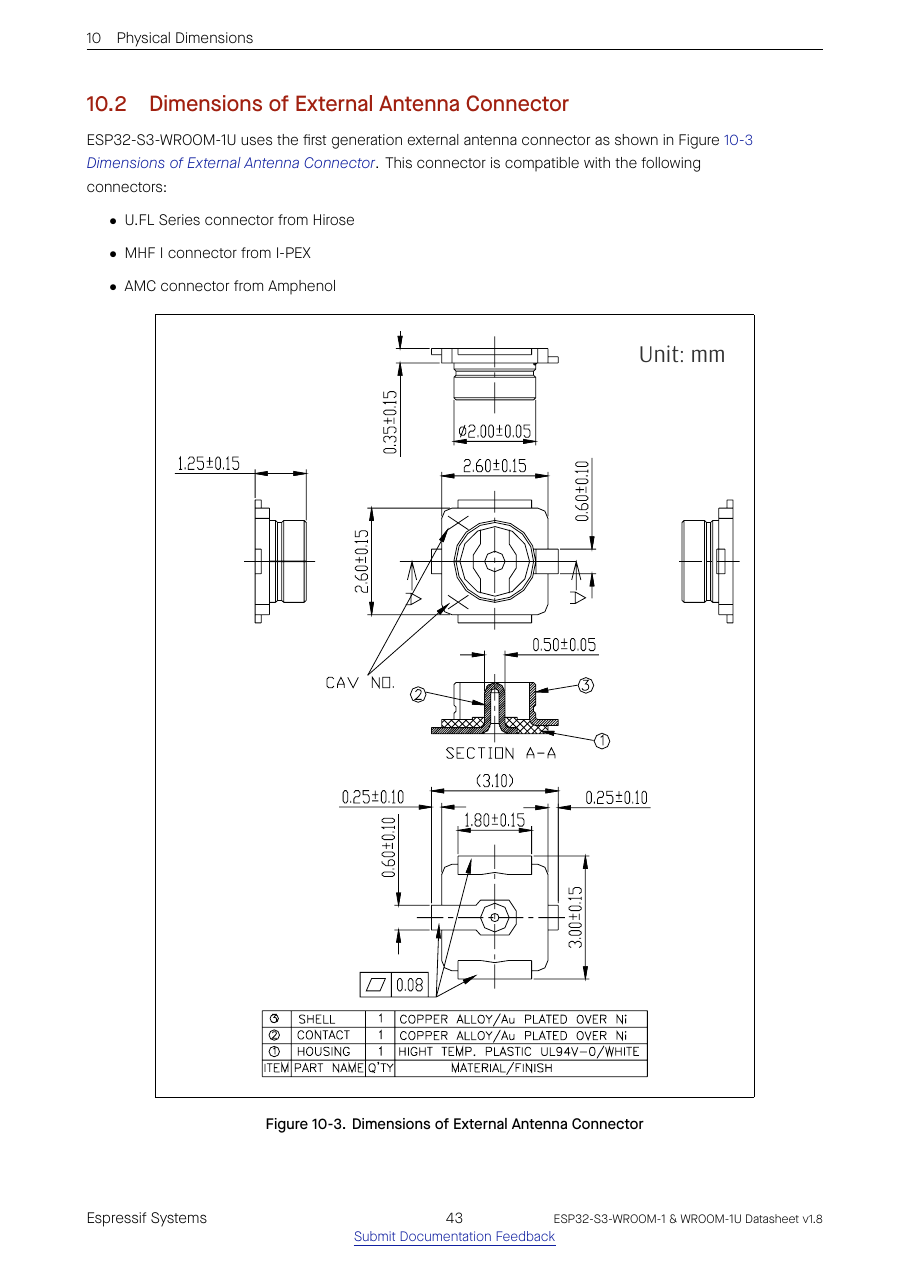 10 Physical Dimensions
10.2 Dimensions of External Antenna Connector
ESP32-S3-WROOM-1U uses the first generation external antenna connector as shown in Figure 10-3
Dimensions of External Antenna Connector. This connector is compatible with the following
connectors:
• U.FL Series connector from Hirose
• MHF I connector from I-PEX
• AMC connector from Amphenol
Unit: mm
0.35±0.15
ø2.00±0.05
1.25±0.15
2.60±0.15
0.60±0.10
2.60±0.15
A
A
0.50±0.05
CAV NO.
②
③
①
SECTION A-A
(3.10)
0.25±0.10
0.25±0.10
1.80±0.15
0.60±0.10
3.00±0.15
0.08
③ SHELL 1 COPPER ALLOY/Au PLATED OVER Ni
② CONTACT 1 COPPER ALLOY/Au PLATED OVER Ni
① HOUSING 1 HIGHT TEMP. PLASTIC UL94V-0/WHITE
ITEM PART NAME Q'TY MATERIAL/FINISH
Figure 10-3. Dimensions of External Antenna Connector
Espressif Systems 43 ESP32-S3-WROOM-1 & WROOM-1U Datasheet v1.8
Submit Documentation Feedback